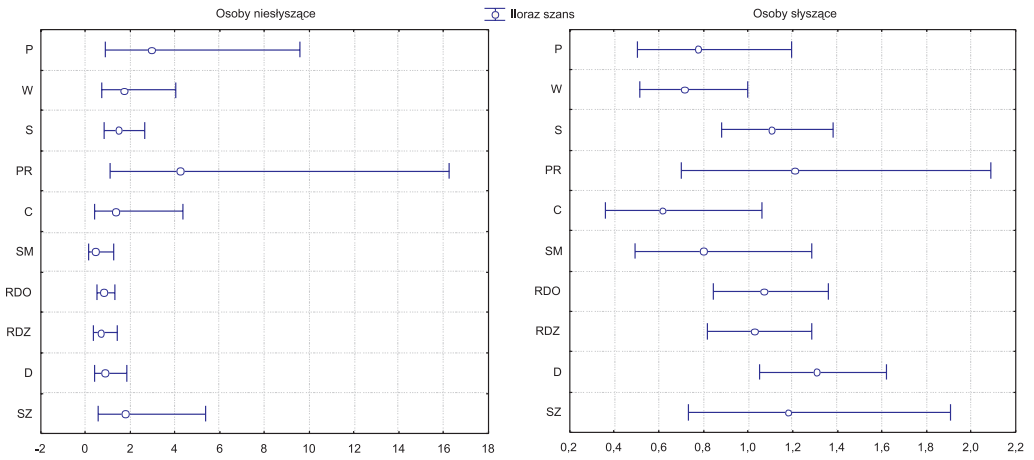 Osoby niesłyszące
Iloraz szans
Osoby słyszące
P
W
S
PR
C
SM
RDO
RDZ
D
SZ
-2 0 2 4 6 8 10 12 14 16 18
P
W
S
PR
C
SM
RDO
RDZ
D
SZ
0,2 0,4 0,6 0,8 1,0 1,2 1,4 1,6 1,8 2,0 2,2